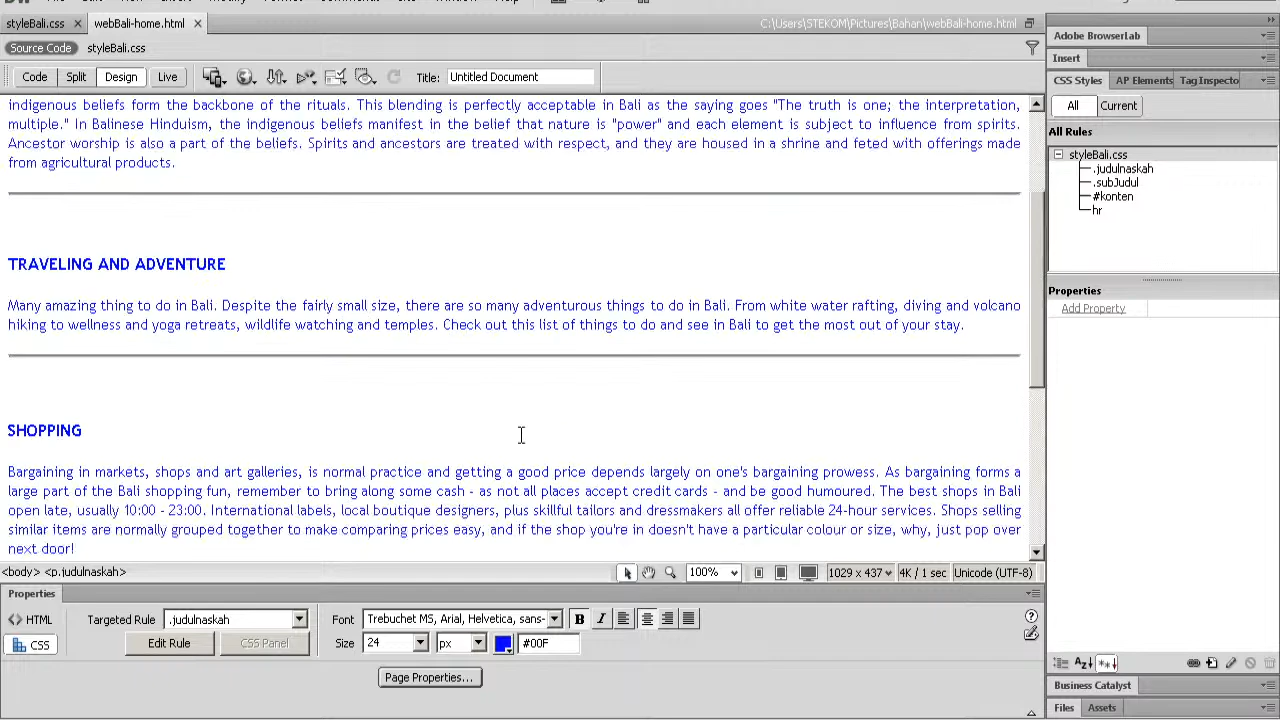 styleBali.css × webBali-home.html × C:\Users\STEKOM\Pictures\Bahan\webBali-home.html
Source Code styleBali.css
Code Split Design Live Title: Untitled Document
indigenous beliefs form the backbone of the rituals. This blending is perfectly acceptable in Bali as the saying goes "The truth is one; the interpretation,
multiple." In Balinese Hinduism, the indigenous beliefs manifest in the belief that nature is "power" and each element is subject to influence from spirits.
Ancestor worship is also a part of the beliefs. Spirits and ancestors are treated with respect, and they are housed in a shrine and feted with offerings made
from agricultural products.
TRAVELING AND ADVENTURE
Many amazing thing to do in Bali. Despite the fairly small size, there are so many adventurous things to do in Bali. From white water rafting, diving and volcano
hiking to wellness and yoga retreats, wildlife watching and temples. Check out this list of things to do and see in Bali to get the most out of your stay.
SHOPPING
Bargaining in markets, shops and art galleries, is normal practice and getting a good price depends largely on one's bargaining prowess. As bargaining forms a
large part of the Bali shopping fun, remember to bring along some cash - as not all places accept credit cards - and be good humoured. The best shops in Bali
open late, usually 10:00 - 23:00. International labels, local boutique designers, plus skillful tailors and dressmakers all offer reliable 24-hour services. Shops selling
similar items are normally grouped together to make comparing prices easy, and if the shop you're in doesn't have a particular colour or size, why, just pop over
next door!
<body> <p.judulnaskah> 100% 1029 x 437 4K / 1 sec Unicode (UTF-8)
Properties
<> HTML Targeted Rule .judulnaskah Font Trebuchet MS, Arial, Helvetica, sans- B I
CSS Edit Rule CSS Panel Size 24 px #00F
Page Properties...
Adobe BrowserLab
Insert
CSS Styles AP Elements Tag Inspecto
All Current
All Rules
styleBali.css
.judulnaskah
.subJudul
#konten
hr
Properties
Add Property
Business Catalyst
Files Assets